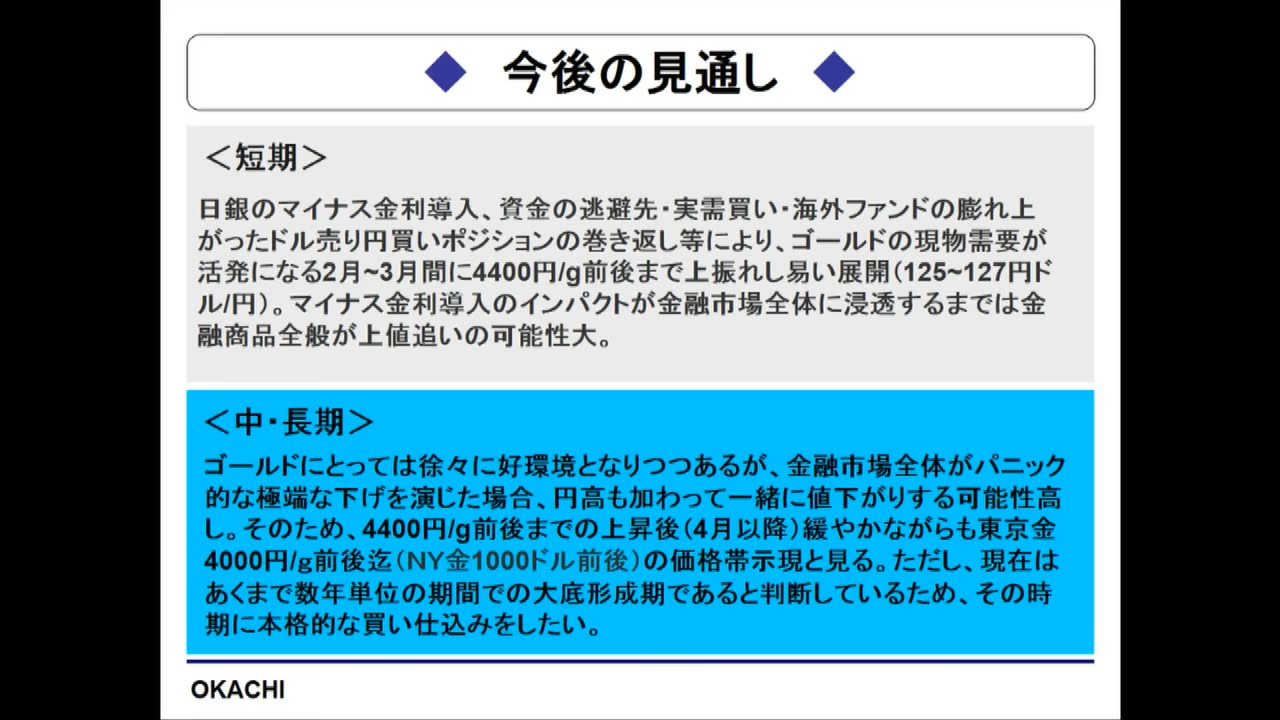 ◆ 今後の見通し ◆
＜短期＞
日銀のマイナス金利導入、資金の逃避先・実需買い・海外ファンドの膨れ上
がったドル売り円買いポジションの巻き返し等により、ゴールドの現物需要が
活発になる2月~3月間に4400円/g前後まで上振れし易い展開（125~127円ド
ル/円）。マイナス金利導入のインパクトが金融市場全体に浸透するまでは金
融商品全般が上値追いの可能性大。
＜中・長期＞
ゴールドにとっては徐々に好環境となりつつあるが、金融市場全体がパニック
的な極端な下げを演じた場合、円高も加わって一緒に値下がりする可能性高
し。そのため、4400円/g前後までの上昇後（4月以降）緩やかながらも東京金
4000円/g前後迄（NY金1000ドル前後）の価格帯示現と見る。ただし、現在は
あくまで数年単位の期間での大底形成期であると判断しているため、その時
期に本格的な買い仕込みをしたい。
OKACHI